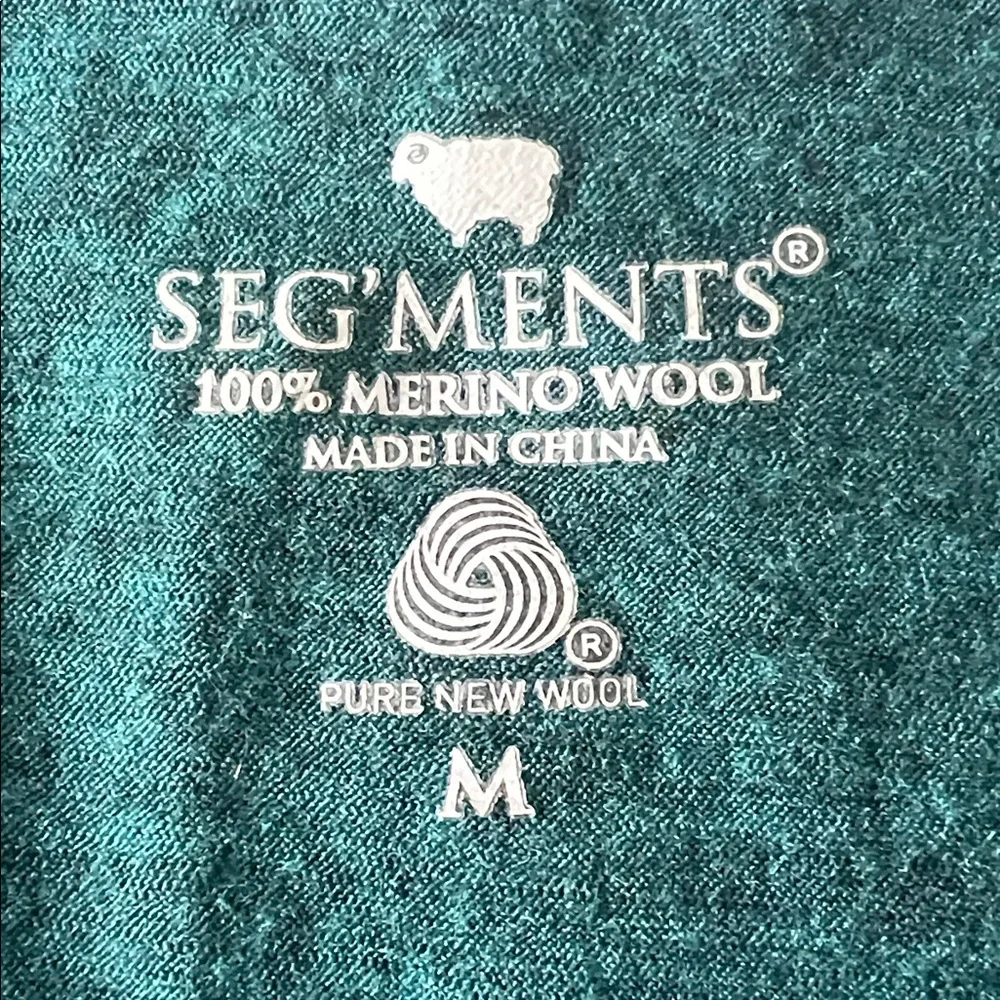 SEG'MENTS®
100% MERINO WOOL
MADE IN CHINA
®
PURE NEW WOOL
M